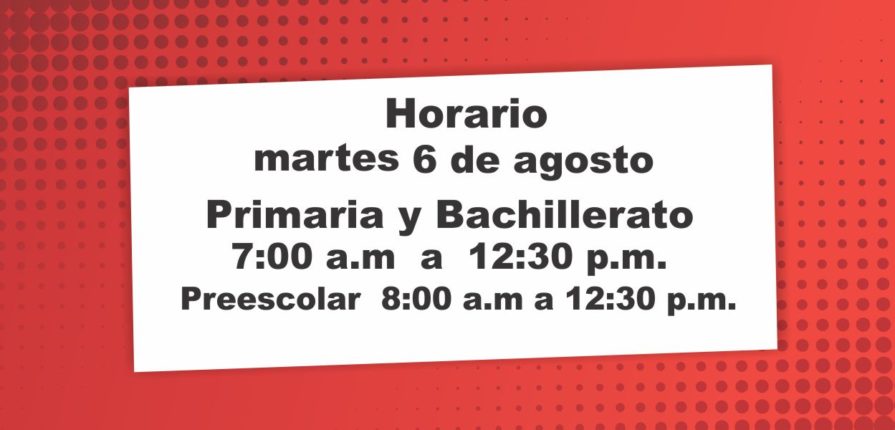 Horario
martes 6 de agosto
Primaria y Bachillerato
7:00 a.m a 12:30 p.m.
Preescolar 8:00 a.m a 12:30 p.m.